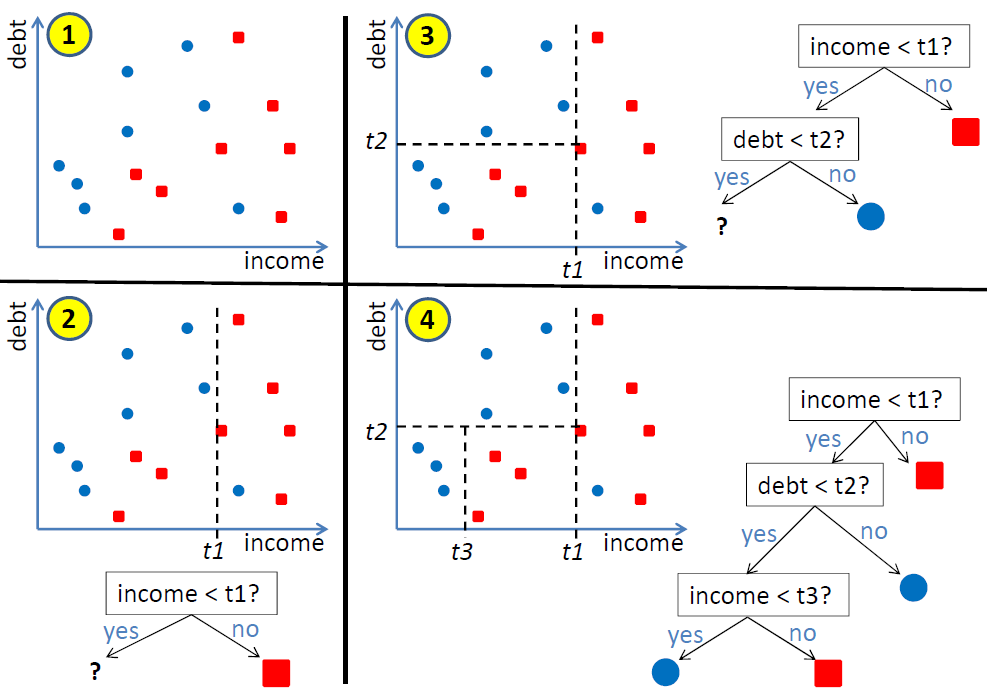 debt
1
income
debt
3
t2
t1
income
income < t1?
yes
no
debt < t2?
yes
no
?
debt
2
t1
income
income < t1?
yes
no
?
debt
4
t2
t3
t1
income
income < t1?
yes
no
debt < t2?
yes
no
income < t3?
yes
no